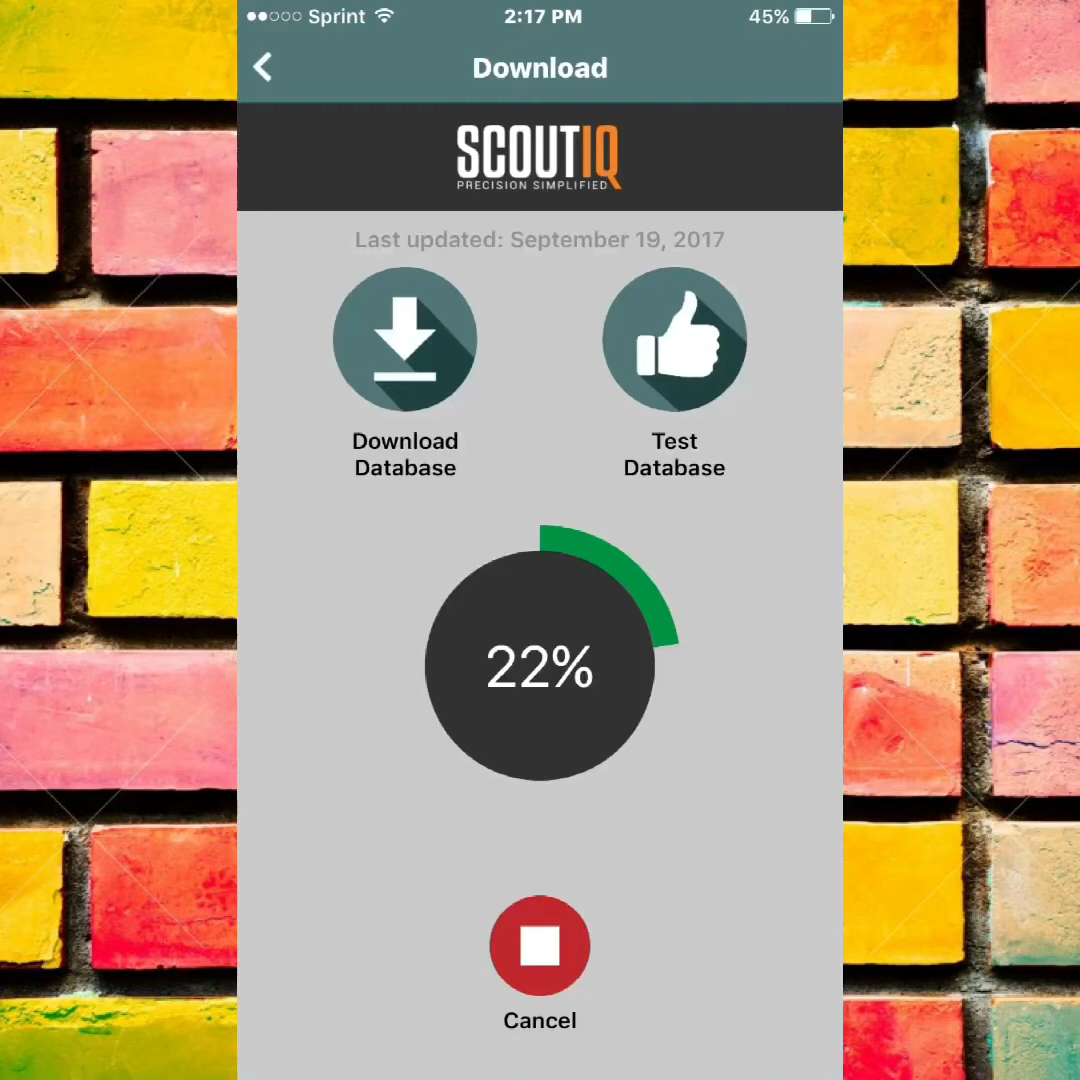 Sprint 2:17 PM 45%
Download
SCOUTIQ
PRECISION SIMPLIFIED
Last updated: September 19, 2017
Download
Database
Test
Database
22%
Cancel